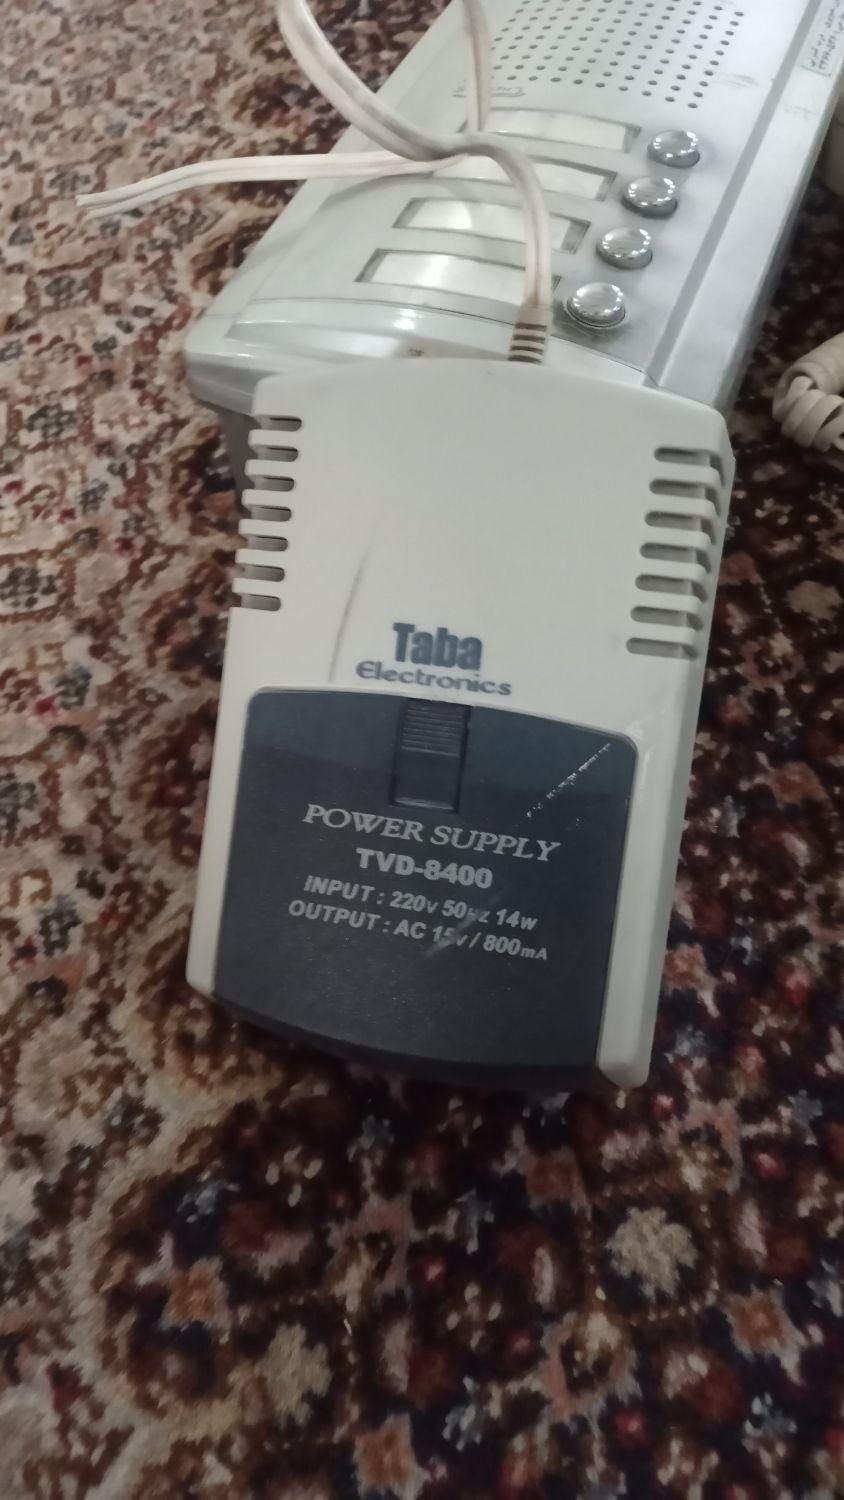 Taba
Electronics
POWER SUPPLY
TVD-8400
INPUT : 220v 50Hz 14w
OUTPUT : AC 15v / 800mA